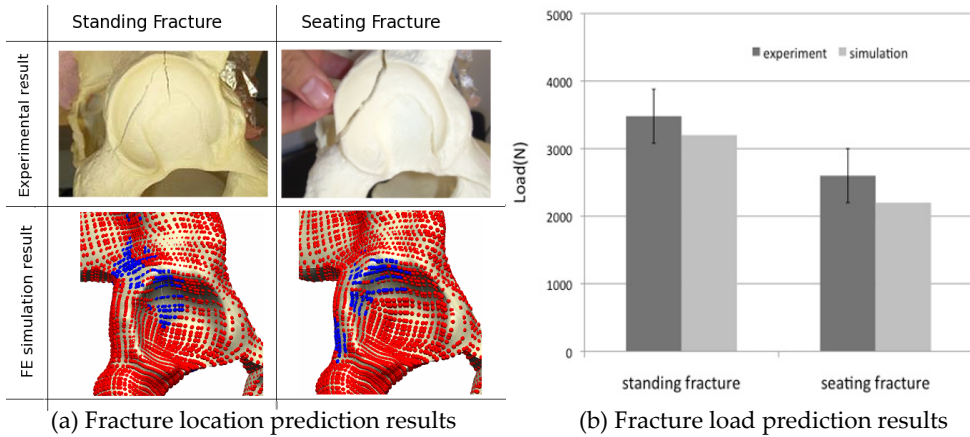 Standing Fracture
Seating Fracture
Experimental result
FE simulation result
(a) Fracture location prediction results
5000
4000
3000
2000
1000
0
Load(N)
experiment
simulation
standing fracture
seating fracture
(b) Fracture load prediction results